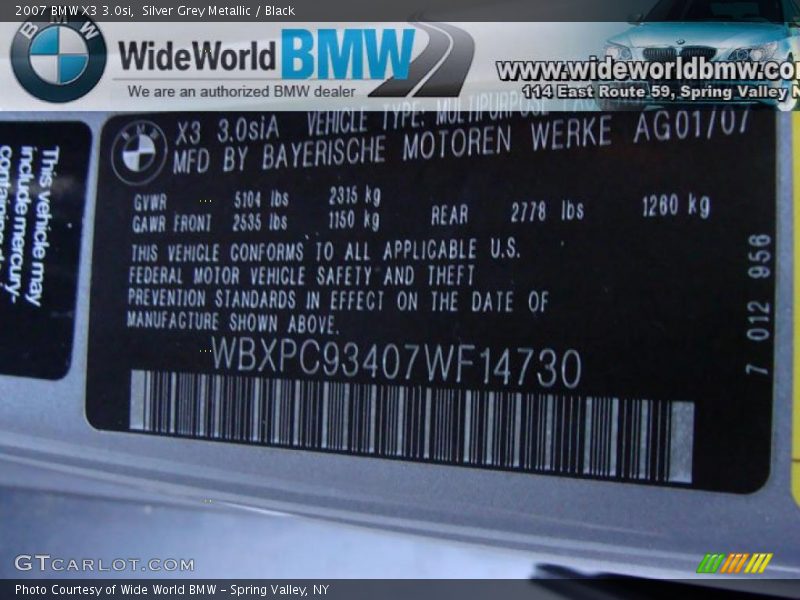 2007 BMW X3 3.0si, Silver Grey Metallic / Black
BMW
WideWorld BMW
We are an authorized BMW dealer
www.wideworldbmw.co
114 East Route 59, Spring Valley N
This vehicle may
include mercury-
X3 3.0siA VEHICLE TYPE: MULTIPURPOSE
MFD BY BAYERISCHE MOTOREN WERKE AG01/07
GVWR 5104 lbs 2315 kg
GAWR FRONT 2535 lbs 1150 kg REAR 2778 lbs 1260 kg
THIS VEHICLE CONFORMS TO ALL APPLICABLE U.S.
FEDERAL MOTOR VEHICLE SAFETY AND THEFT
PREVENTION STANDARDS IN EFFECT ON THE DATE OF
MANUFACTURE SHOWN ABOVE.
WBXPC93407WF14730
7 012 956
GTCARLOT.COM
Photo Courtesy of Wide World BMW - Spring Valley, NY